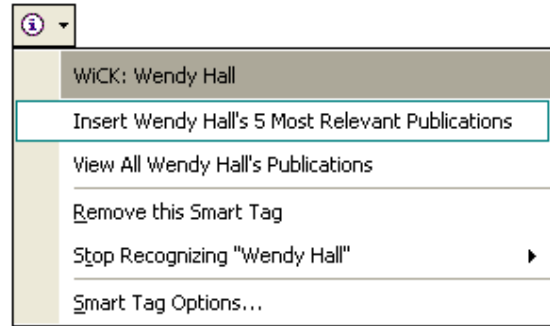 WiCK: Wendy Hall
Insert Wendy Hall's 5 Most Relevant Publications
View All Wendy Hall's Publications
Remove this Smart Tag
Stop Recognizing "Wendy Hall"
Smart Tag Options...